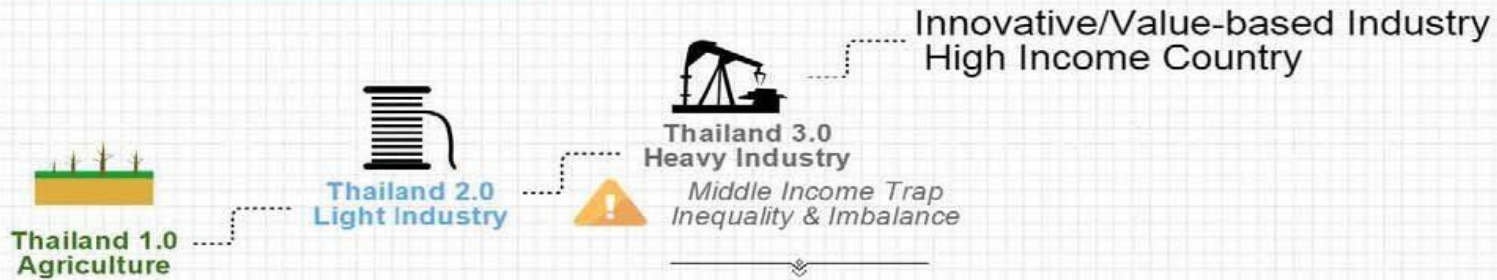 Innovative/Value-based Industry
High Income Country
Thailand 3.0
Heavy Industry
Middle Income Trap
Inequality & Imbalance
Thailand 2.0
Light Industry
Thailand 1.0
Agriculture